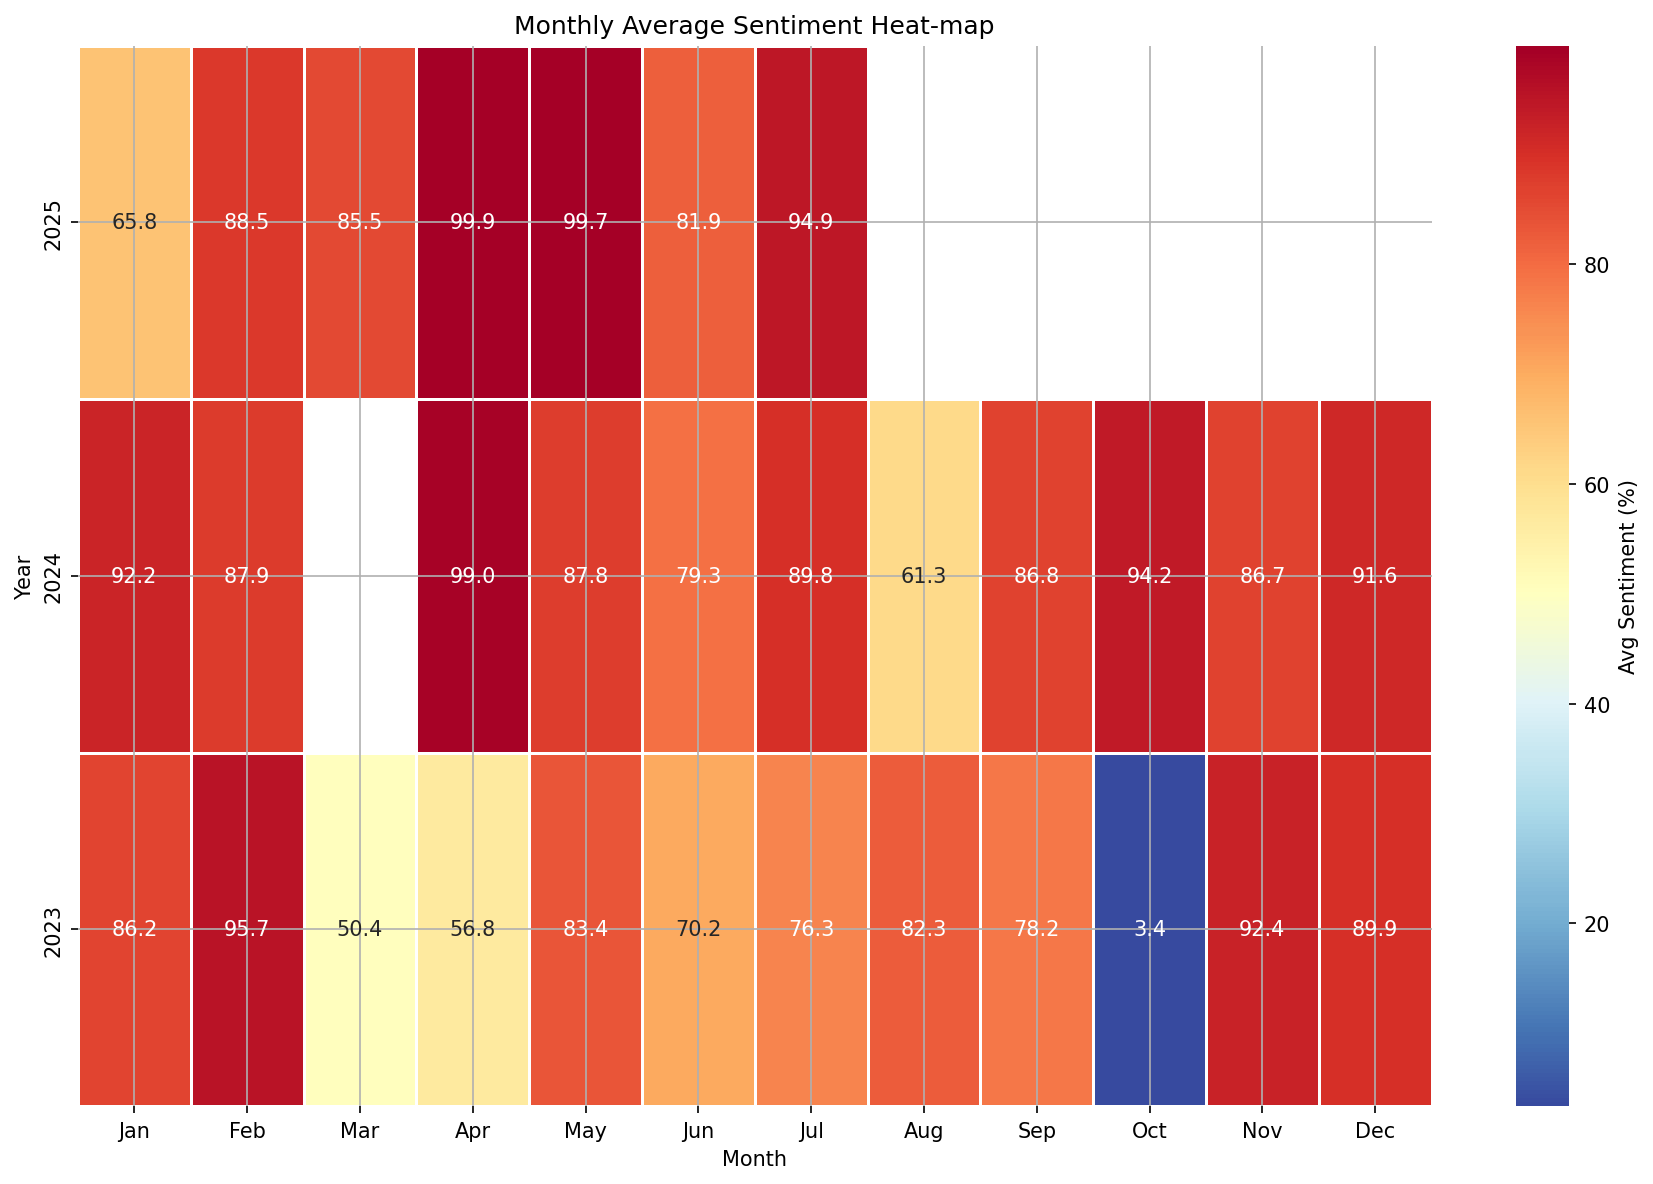 Monthly Average Sentiment Heat-map
2025
65.8 88.5 85.5 99.9 99.7 81.9 94.9
2024
92.2 87.9 99.0 87.8 79.3 89.8 61.3 86.8 94.2 86.7 91.6
2023
86.2 95.7 50.4 56.8 83.4 70.2 76.3 82.3 78.2 3.4 92.4 89.9
Year
Jan Feb Mar Apr May Jun Jul Aug Sep Oct Nov Dec
Month
80
60
40
20
Avg Sentiment (%)